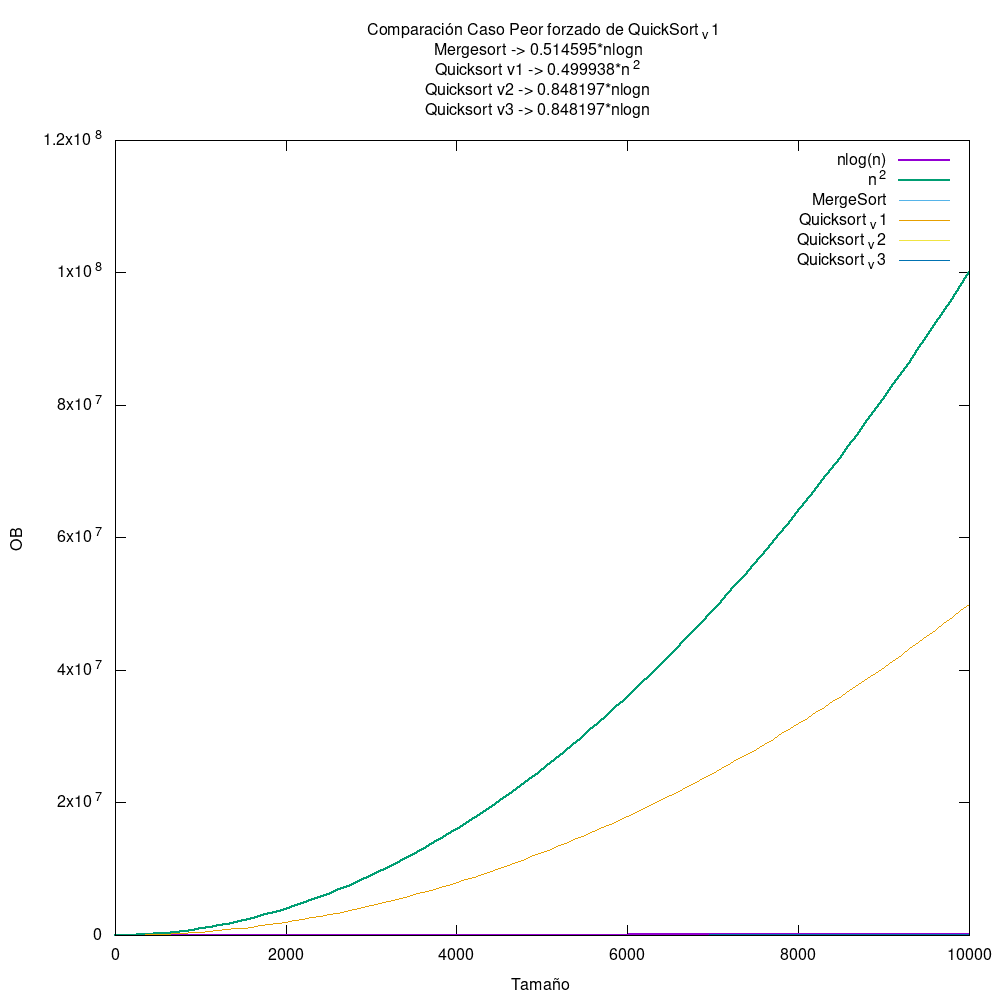 Comparación Caso Peor forzado de QuickSort v 1
Mergesort -> 0.514595*nlogn
Quicksort v1 -> 0.499938*n 2
Quicksort v2 -> 0.848197*nlogn
Quicksort v3 -> 0.848197*nlogn
1.2x10 8
1x10 8
8x10 7
6x10 7
4x10 7
2x10 7
0
OB
nlog(n)
n 2
MergeSort
Quicksort v 1
Quicksort v 2
Quicksort v 3
0 2000 4000 6000 8000 10000
Tamaño